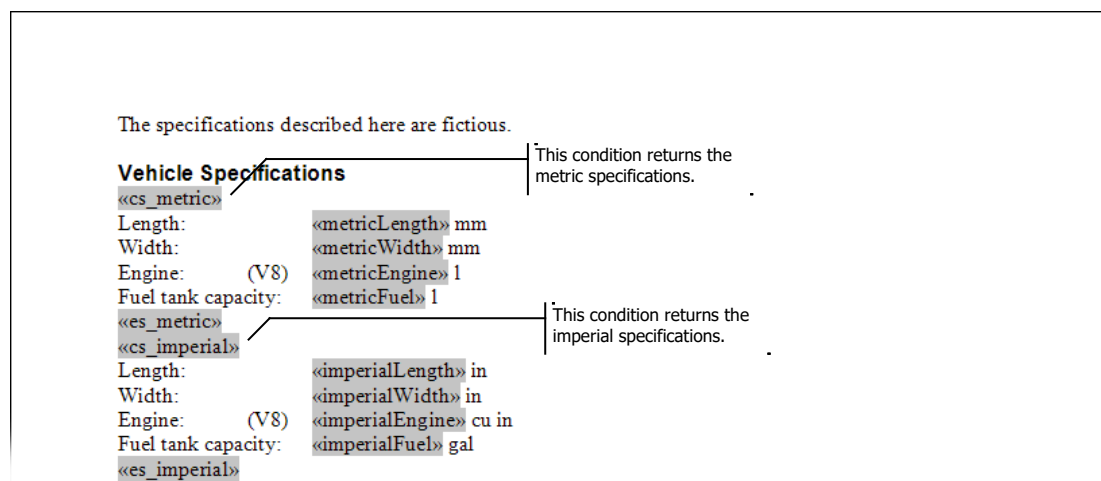 The specifications described here are fictious.
This condition returns the
metric specifications.
Vehicle Specifications
«cs_metric»
Length: «metricLength» mm
Width: «metricWidth» mm
Engine: (V8) «metricEngine» l
Fuel tank capacity: «metricFuel» l
«es_metric»
This condition returns the
imperial specifications.
«cs_imperial»
Length: «imperialLength» in
Width: «imperialWidth» in
Engine: (V8) «imperialEngine» cu in
Fuel tank capacity: «imperialFuel» gal
«es_imperial»